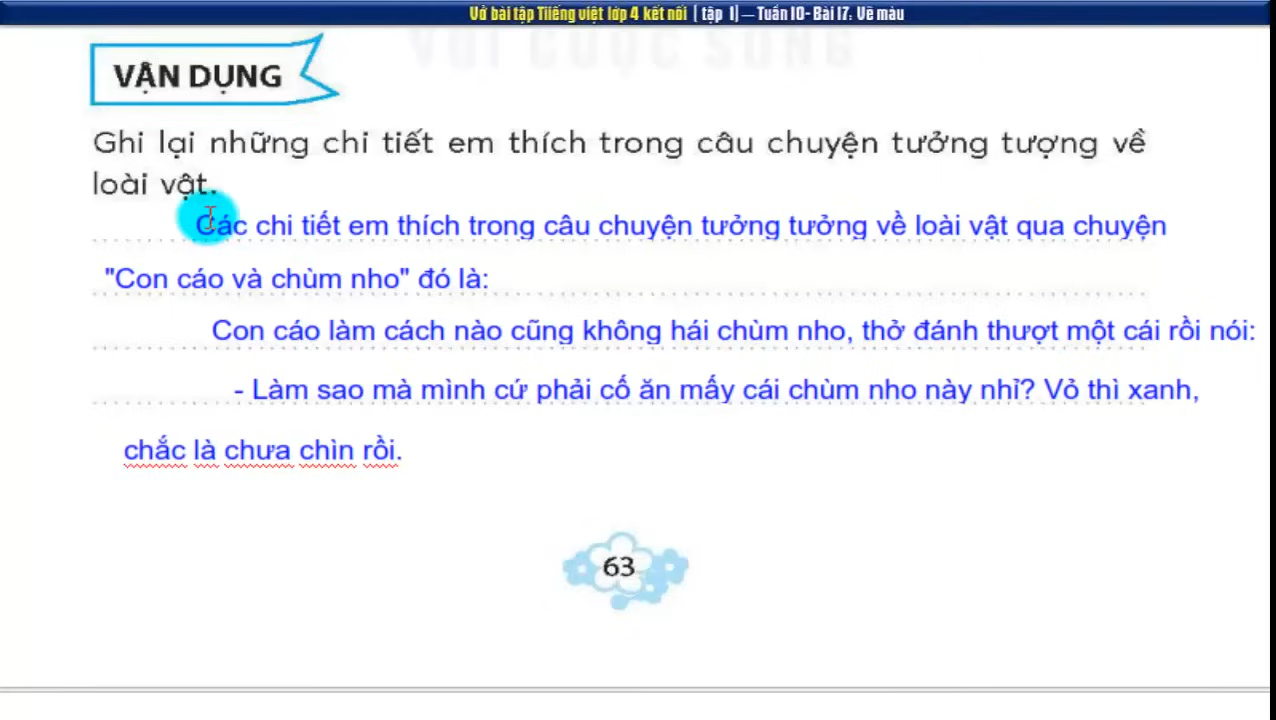 Vở bài tập Tiiếng việt lớp 4 kết nối ( tập 1) – Tuần 10- Bài 17: Vẽ màu
VỚI CUỘC SỐNG
VẬN DỤNG
Ghi lại những chi tiết em thích trong câu chuyện tưởng tượng về
loài vật.
Các chi tiết em thích trong câu chuyện tưởng tưởng về loài vật qua chuyện
"Con cáo và chùm nho" đó là:
Con cáo làm cách nào cũng không hái chùm nho, thở đánh thượt một cái rồi nói:
- Làm sao mà mình cứ phải cố ăn mấy cái chùm nho này nhỉ? Vỏ thì xanh,
chắc là chưa chìn rồi.
63